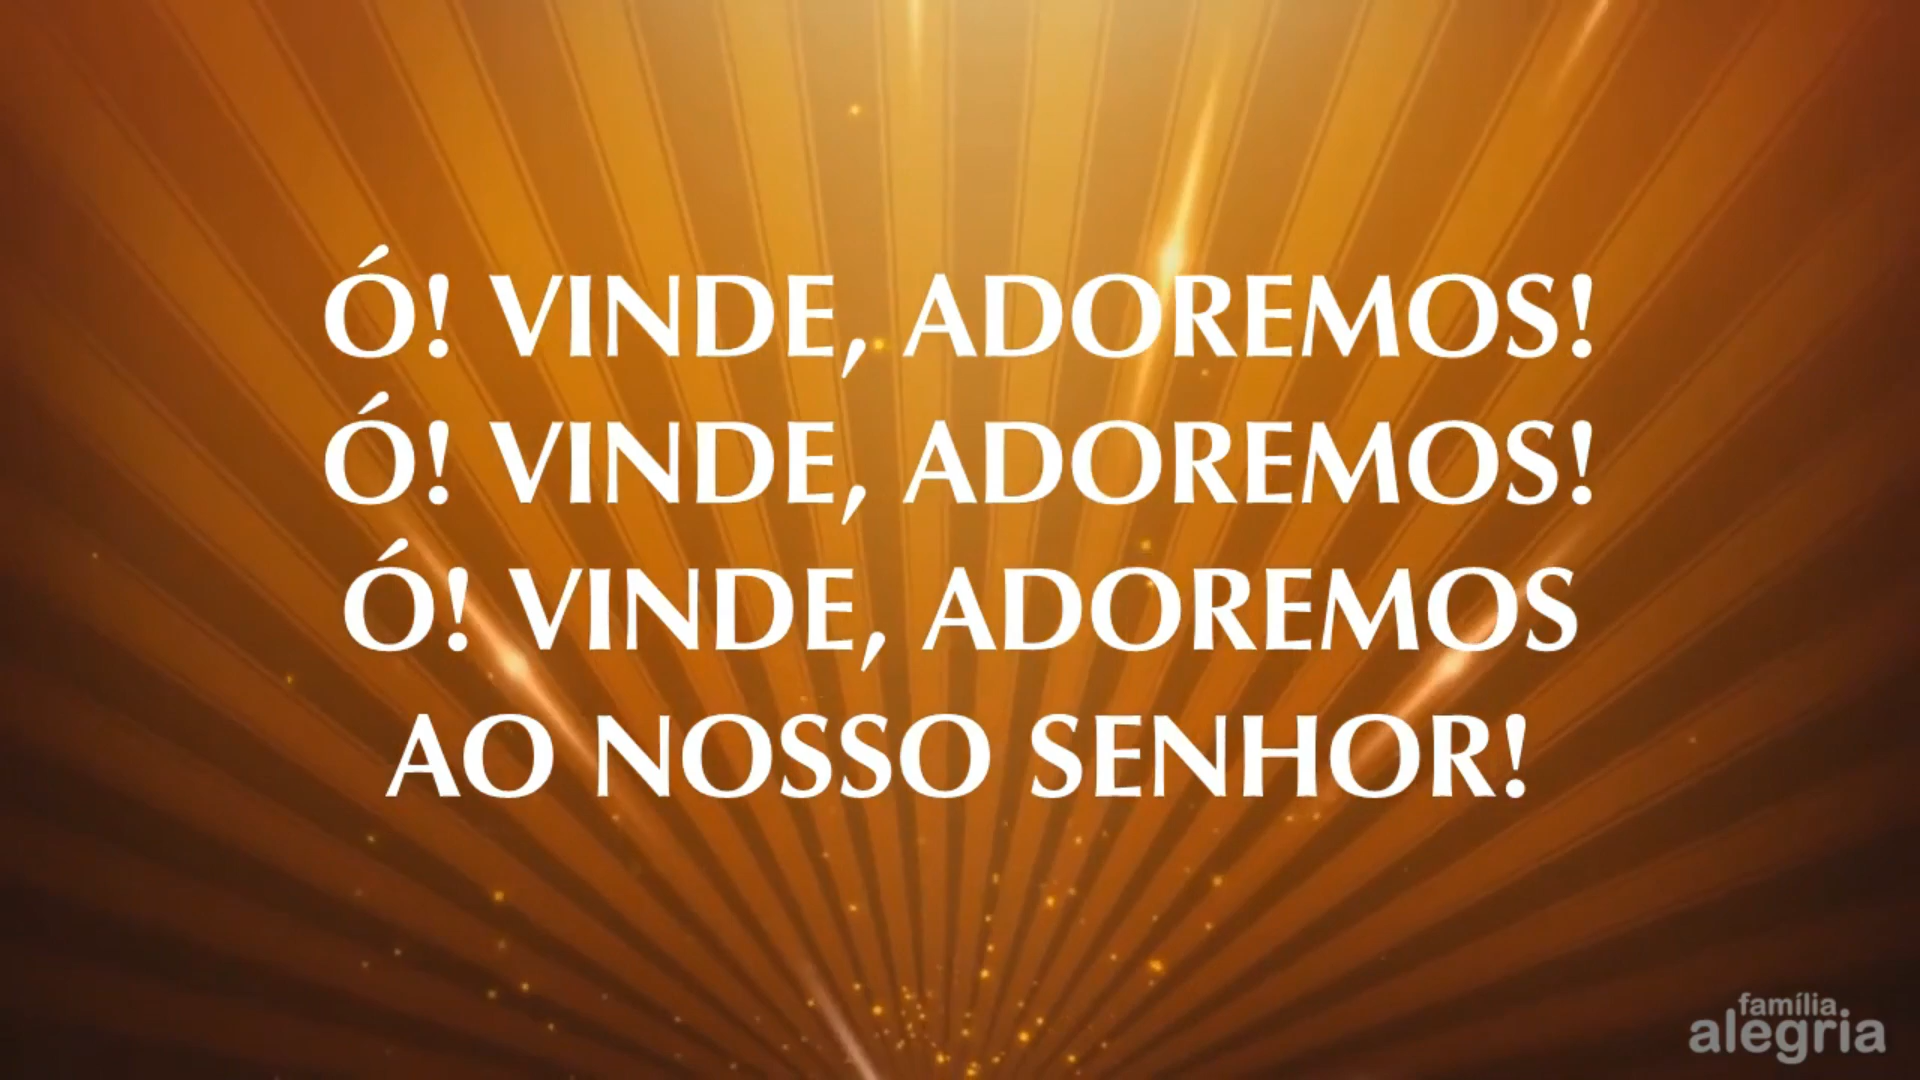 Ó! VINDE, ADOREMOS!
Ó! VINDE, ADOREMOS!
Ó! VINDE, ADOREMOS
AO NOSSO SENHOR!
família
alegria